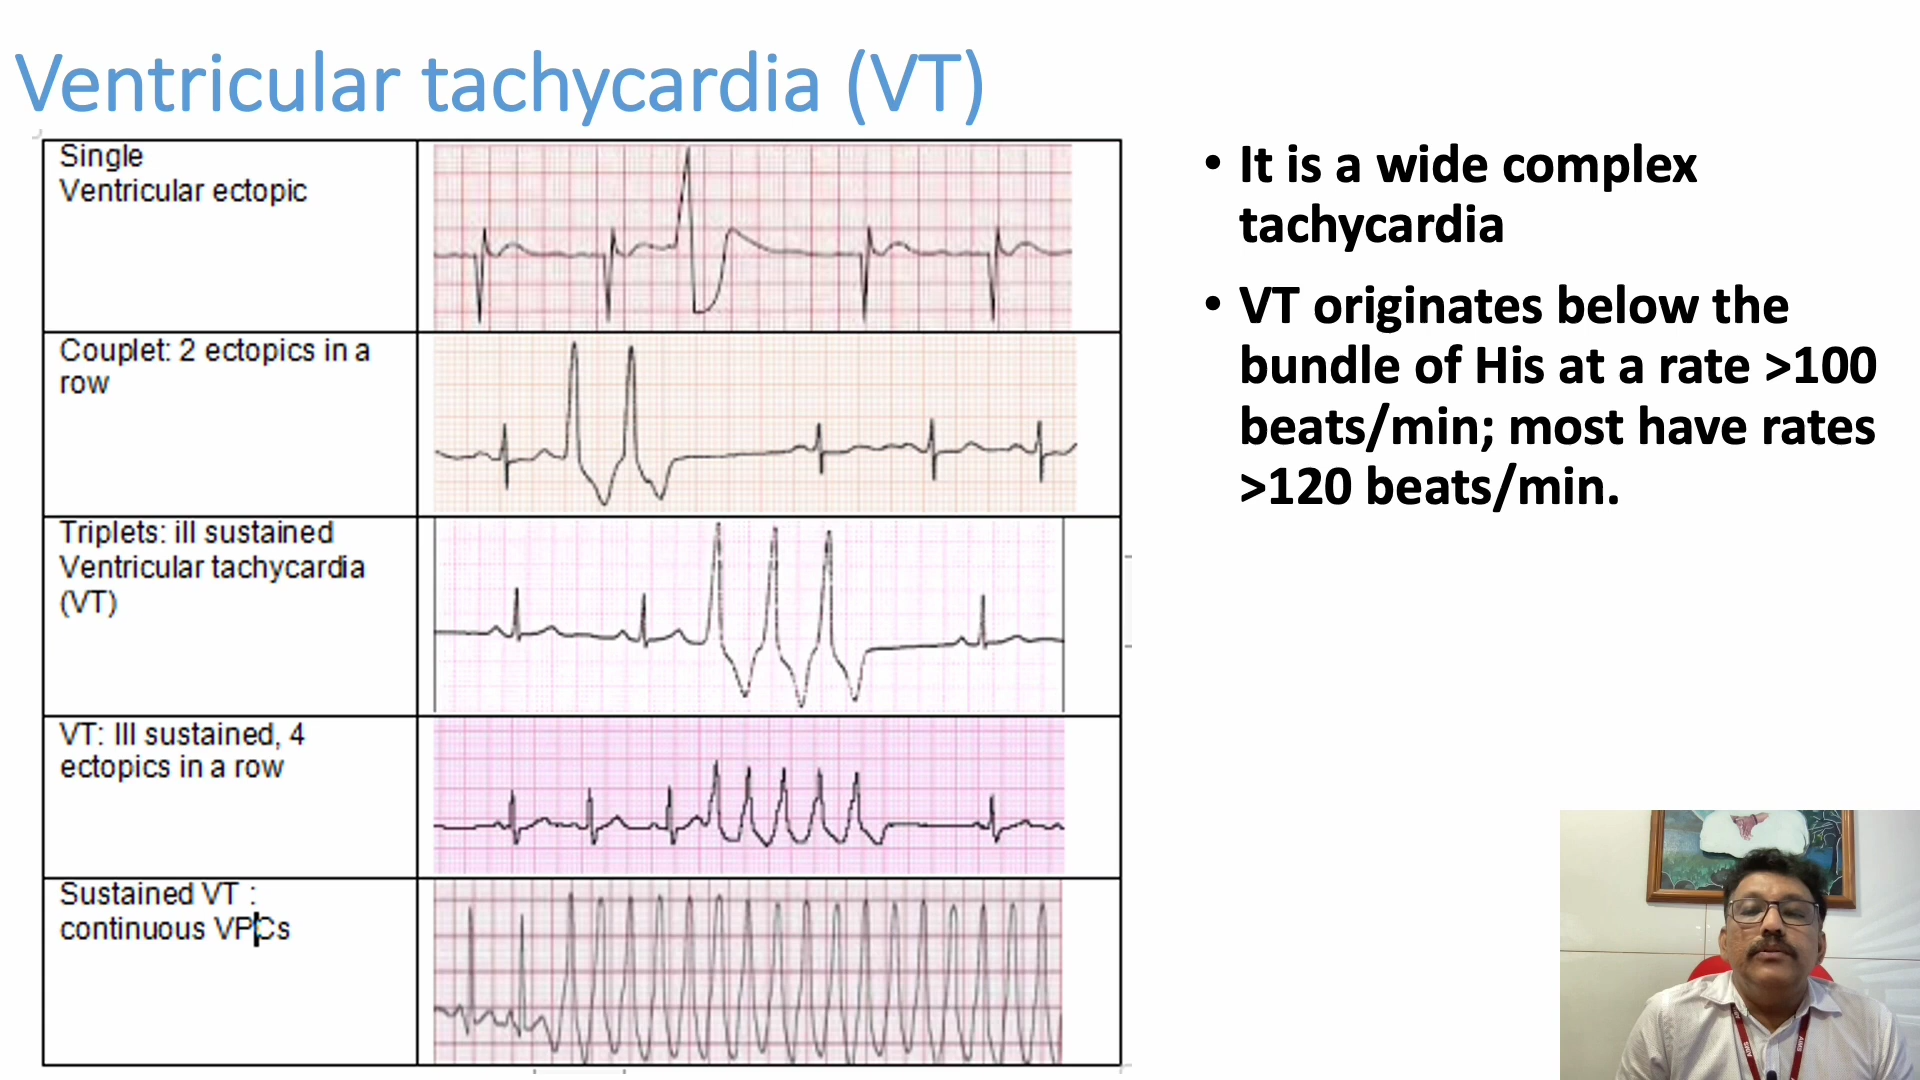 Ventricular tachycardia (VT)
Single
Ventricular ectopic
Couplet: 2 ectopics in a
row
Triplets: ill sustained
Ventricular tachycardia
(VT)
VT: Ill sustained, 4
ectopics in a row
Sustained VT :
continuous VPCs
• It is a wide complex
tachycardia
• VT originates below the
bundle of His at a rate >100
beats/min; most have rates
>120 beats/min.